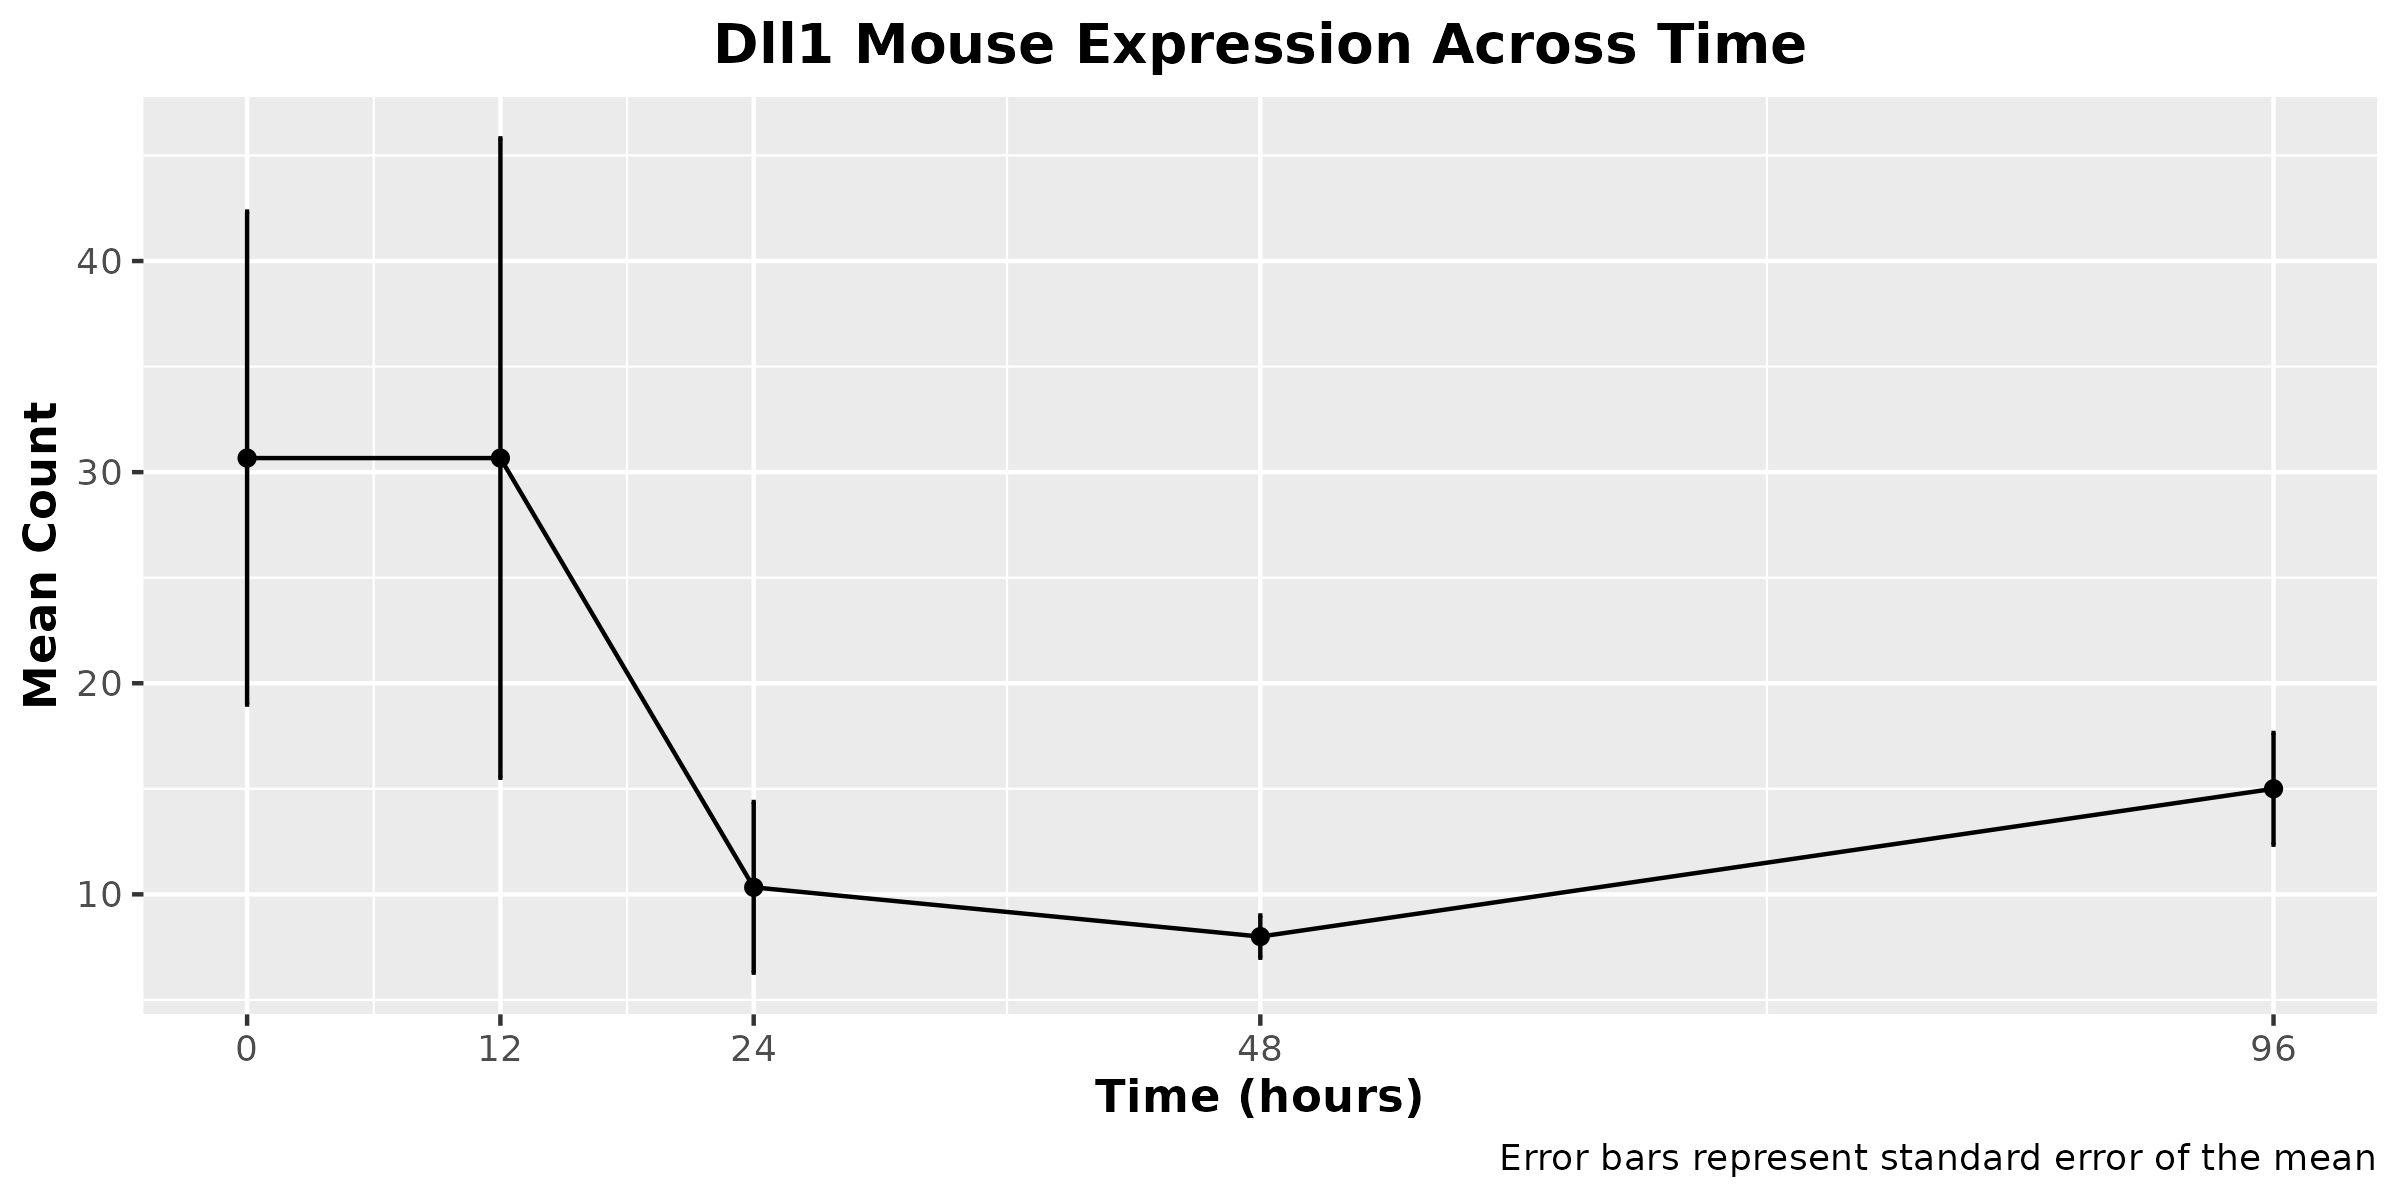 Dll1 Mouse Expression Across Time
Mean Count
40
30
20
10
0 12 24 48 96
Time (hours)
Error bars represent standard error of the mean